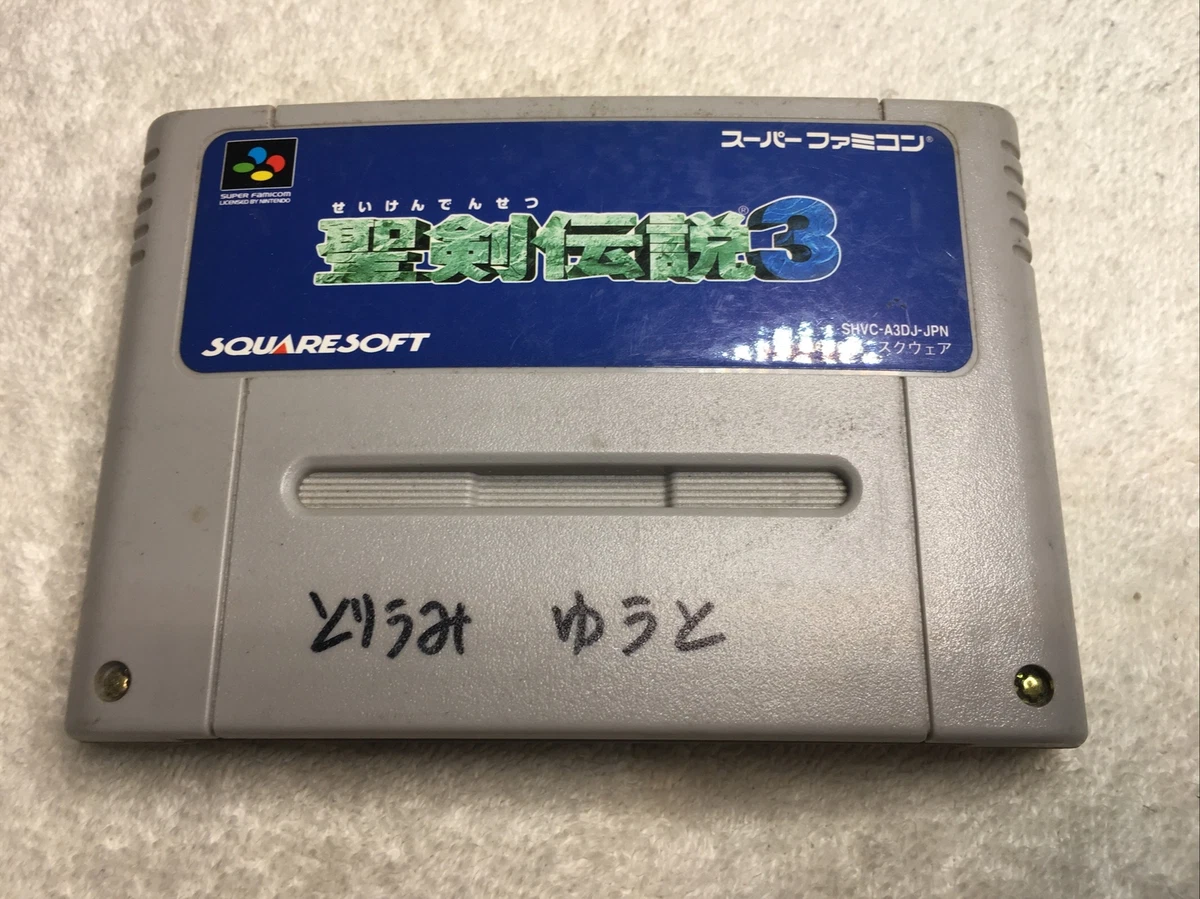 スーパーファミコン®
SUPER FAMICOM
LICENSED BY NINTENDO
せいけんでんせつ
聖剣伝説®3
SQUARESOFT
SHVC-A3DJ-JPN
スクウェア
どりうみ ゆうと